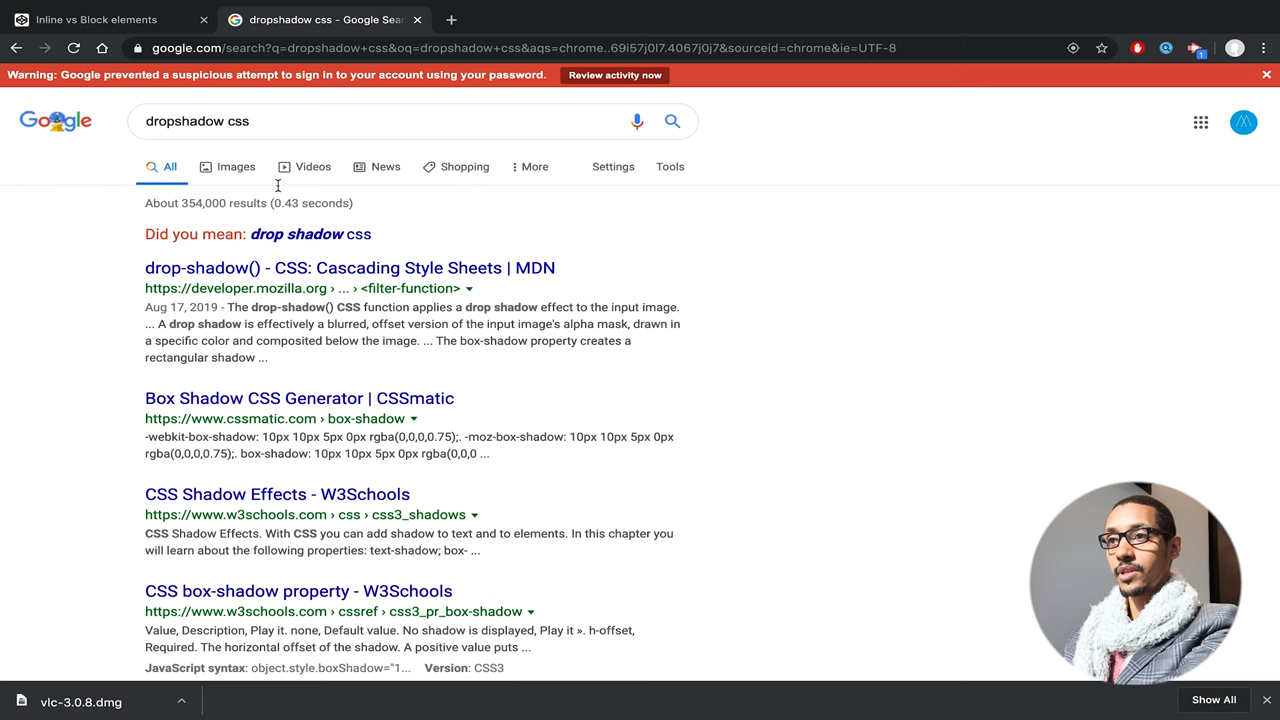 Inline vs Block elements
dropshadow css - Google Sear
google.com/search?q=dropshadow+css&oq=dropshadow+css&aqs=chrome..69i57j0l7.4067j0j7&sourceid=chrome&ie=UTF-8
1
Warning: Google prevented a suspicious attempt to sign in to your account using your password.
Review activity now
Google
dropshadow css
All
Images
Videos
News
Shopping
More
Settings
Tools
About 354,000 results (0.43 seconds)
Did you mean: drop shadow css
drop-shadow() - CSS: Cascading Style Sheets | MDN
https://developer.mozilla.org › ... › <filter-function>
Aug 17, 2019 - The drop-shadow() CSS function applies a drop shadow effect to the input image.
... A drop shadow is effectively a blurred, offset version of the input image's alpha mask, drawn in
a specific color and composited below the image. ... The box-shadow property creates a
rectangular shadow ...
Box Shadow CSS Generator | CSSmatic
https://www.cssmatic.com › box-shadow
-webkit-box-shadow: 10px 10px 5px 0px rgba(0,0,0,0.75);. -moz-box-shadow: 10px 10px 5px 0px
rgba(0,0,0,0.75);. box-shadow: 10px 10px 5px 0px rgba(0,0,0 ...
CSS Shadow Effects - W3Schools
https://www.w3schools.com › css › css3_shadows
CSS Shadow Effects. With CSS you can add shadow to text and to elements. In this chapter you
will learn about the following properties: text-shadow; box- ...
CSS box-shadow property - W3Schools
https://www.w3schools.com › cssref › css3_pr_box-shadow
Value, Description, Play it. none, Default value. No shadow is displayed, Play it ». h-offset,
Required. The horizontal offset of the shadow. A positive value puts ...
JavaScript syntax: object.style.boxShadow="1... Version: CSS3
vlc-3.0.8.dmg
Show All